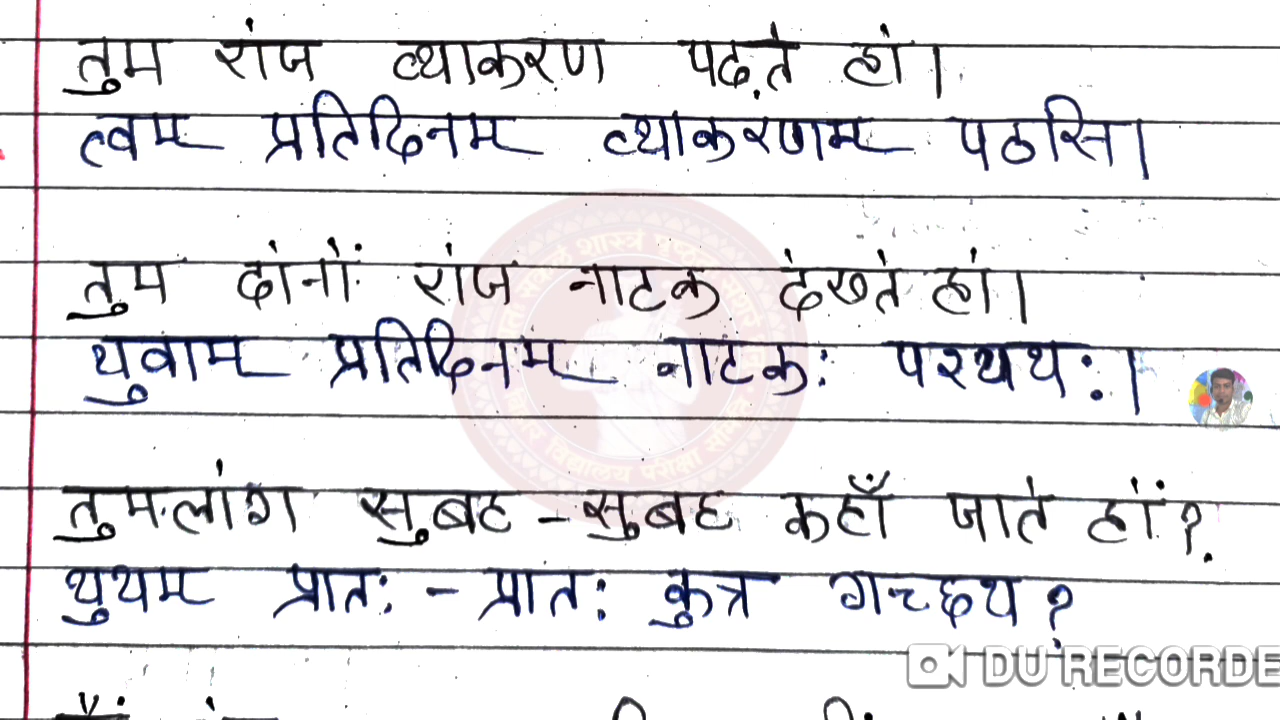 तुम रोज व्याकरण पढ़ते हो।
त्वम् प्रतिदिनम् व्याकरणम् पठसि।
तुम दोनों रोज नाटक देखते हो।
युवाम् प्रतिदिनम् नाटकः पश्यथः।
तुमलोग सुबह - सुबह कहाँ जाते हों?
युयम् प्रातः - प्रातः कुत्र गच्छथ?
DU RECORDE